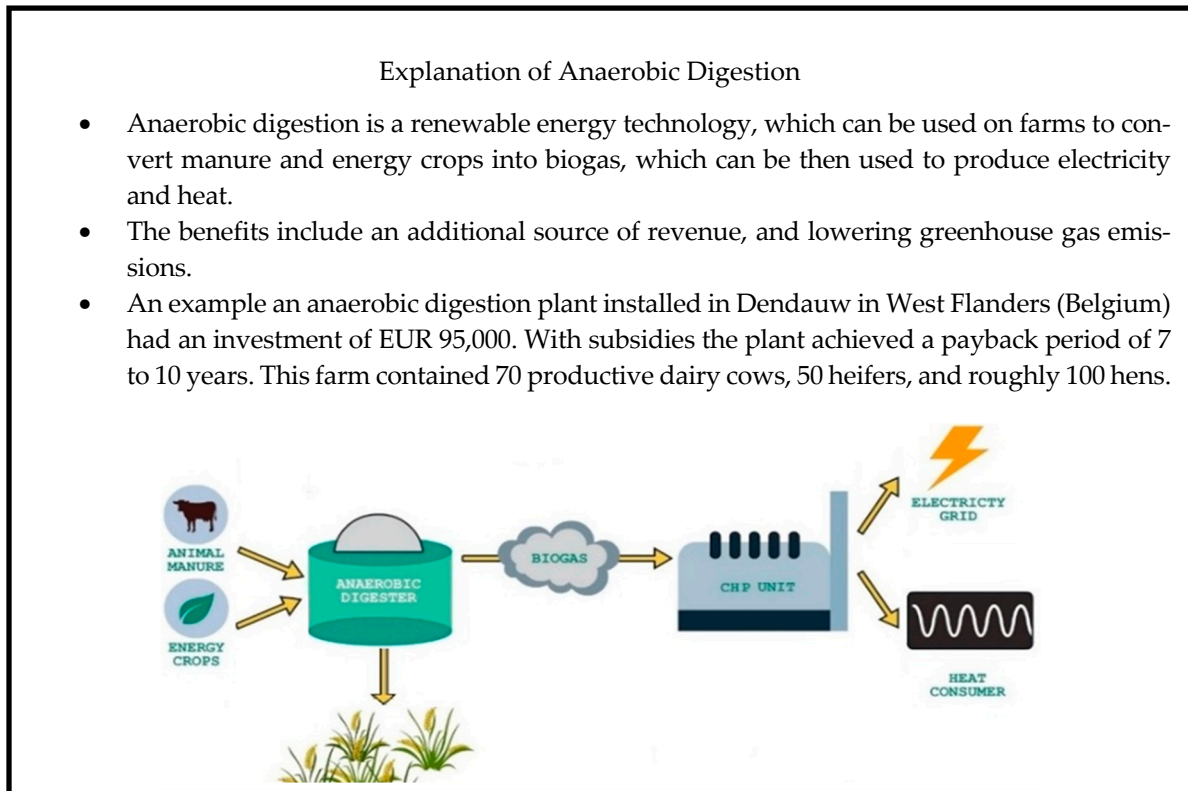 Explanation of Anaerobic Digestion
• Anaerobic digestion is a renewable energy technology, which can be used on farms to con-
vert manure and energy crops into biogas, which can be then used to produce electricity
and heat.
• The benefits include an additional source of revenue, and lowering greenhouse gas emis-
sions.
• An example an anaerobic digestion plant installed in Dendauw in West Flanders (Belgium)
had an investment of EUR 95,000. With subsidies the plant achieved a payback period of 7
to 10 years. This farm contained 70 productive dairy cows, 50 heifers, and roughly 100 hens.
ANIMAL
MANURE
ENERGY
CROPS
ANAEROBIC
DIGESTER
BIOGAS
CHP UNIT
ELECTRICTY
GRID
HEAT
CONSUMER